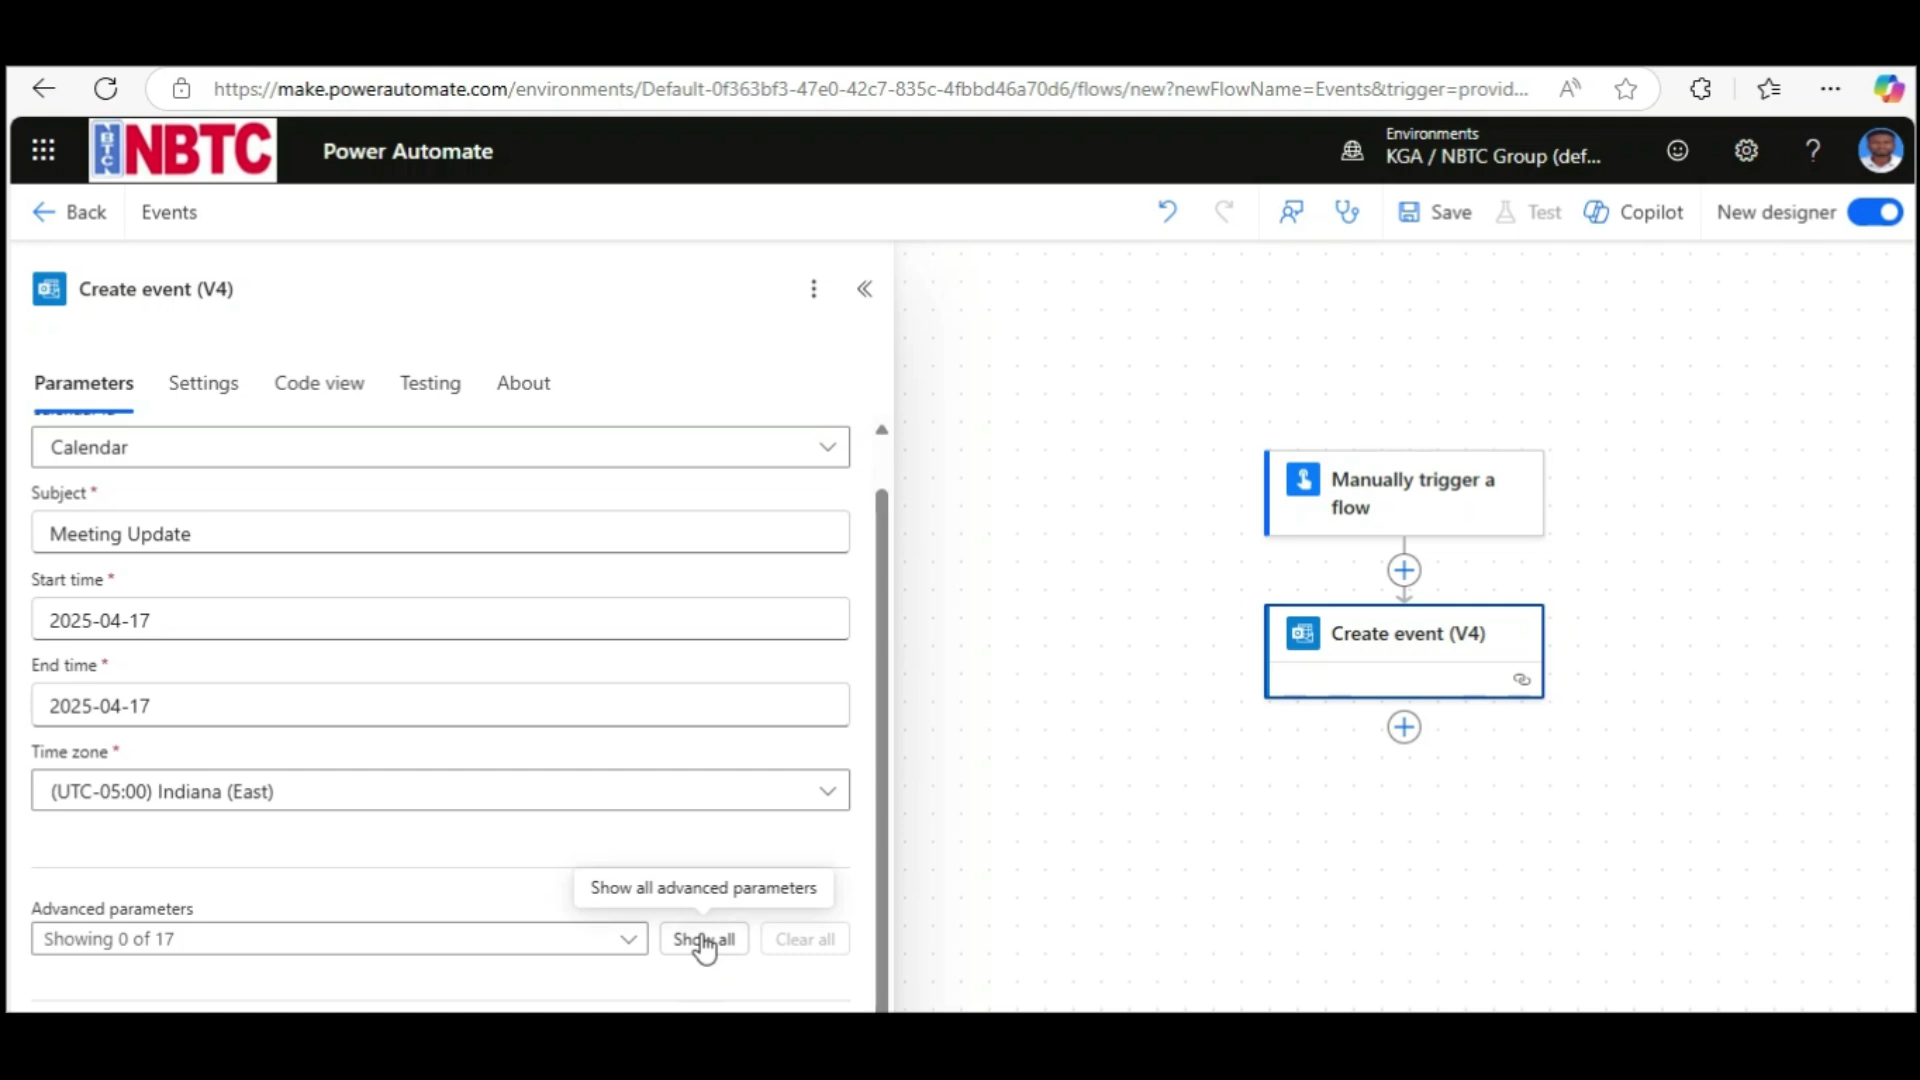 https://make.powerautomate.com/environments/Default-0f363bf3-47e0-42c7-835c-4fbbd46a70d6/flows/new?newFlowName=Events&trigger=provid...
NBTC
NBTC
Power Automate
Environments
KGA / NBTC Group (def...
Back
Events
Save
Test
Copilot
New designer
Create event (V4)
Parameters
Settings
Code view
Testing
About
Calendar
Subject *
Meeting Update
Start time *
2025-04-17
End time *
2025-04-17
Time zone *
(UTC-05:00) Indiana (East)
Show all advanced parameters
Advanced parameters
Showing 0 of 17
Show all
Clear all
Manually trigger a
flow
Create event (V4)